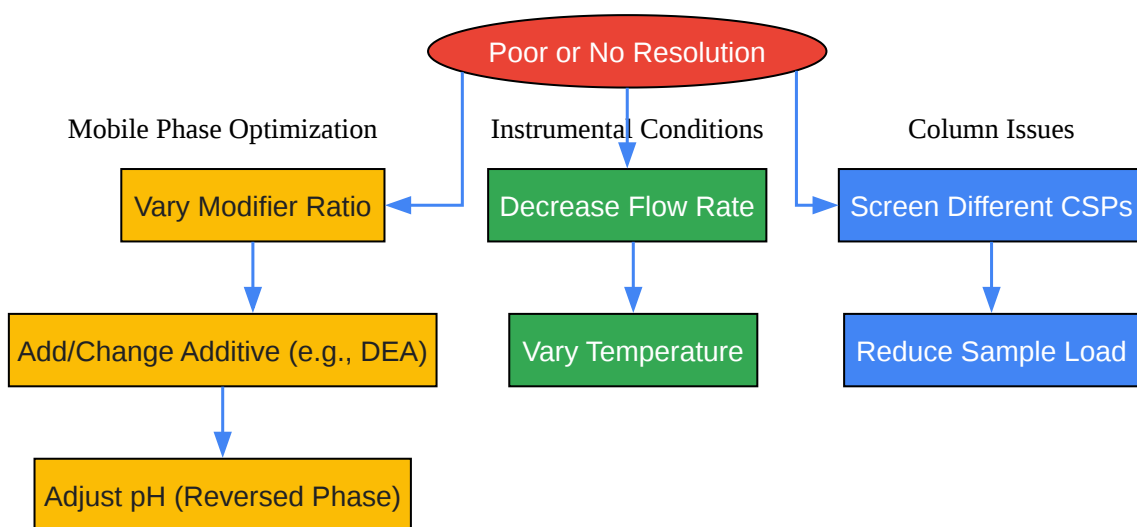 Poor or No Resolution
Mobile Phase Optimization
Instrumental Conditions
Column Issues
Vary Modifier Ratio
Decrease Flow Rate
Screen Different CSPs
Add/Change Additive (e.g., DEA)
Vary Temperature
Reduce Sample Load
Adjust pH (Reversed Phase)